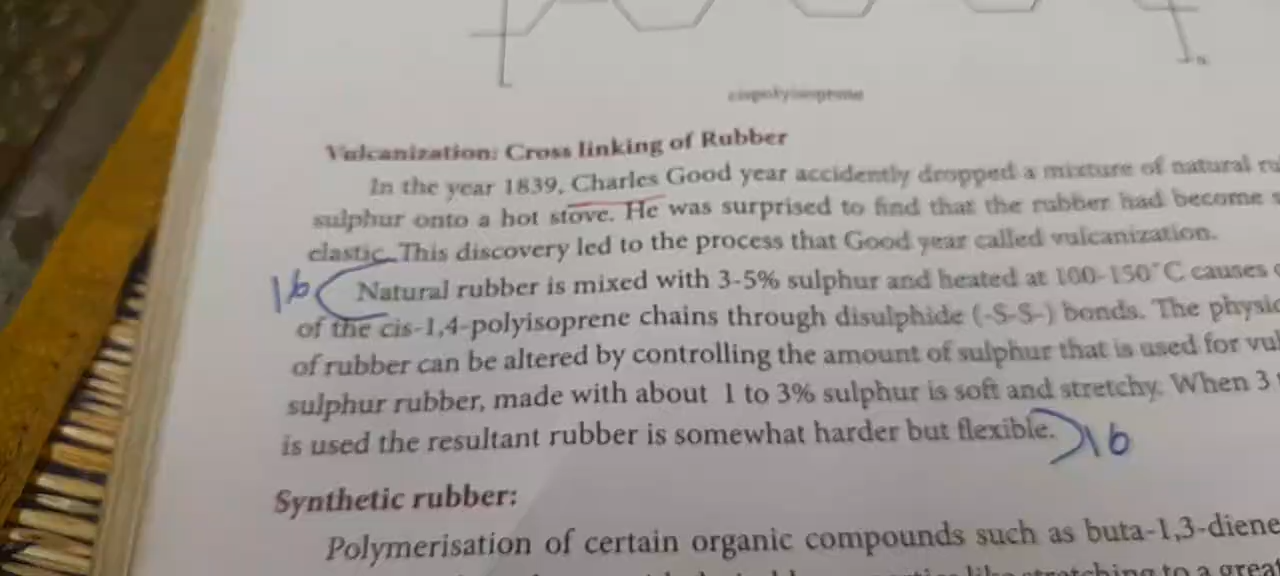 cispolyisoprene
Vulcanization: Cross linking of Rubber
In the year 1839, Charles Good year accidently dropped a mixture of natural
sulphur onto a hot stove. He was surprised to find that the rubber had become
elastic. This discovery led to the process that Good year called vulcanization.
16
Natural rubber is mixed with 3-5% sulphur and heated at 100-150˚C causes
of the cis-1,4-polyisoprene chains through disulphide (-S-S-) bonds. The
of rubber can be altered by controlling the amount of sulphur that is used for
sulphur rubber, made with about 1 to 3% sulphur is soft and stretchy. When 3
is used the resultant rubber is somewhat harder but flexible.
16
Synthetic rubber:
Polymerisation of certain organic compounds such as buta-1,3-diene
like stretching to a